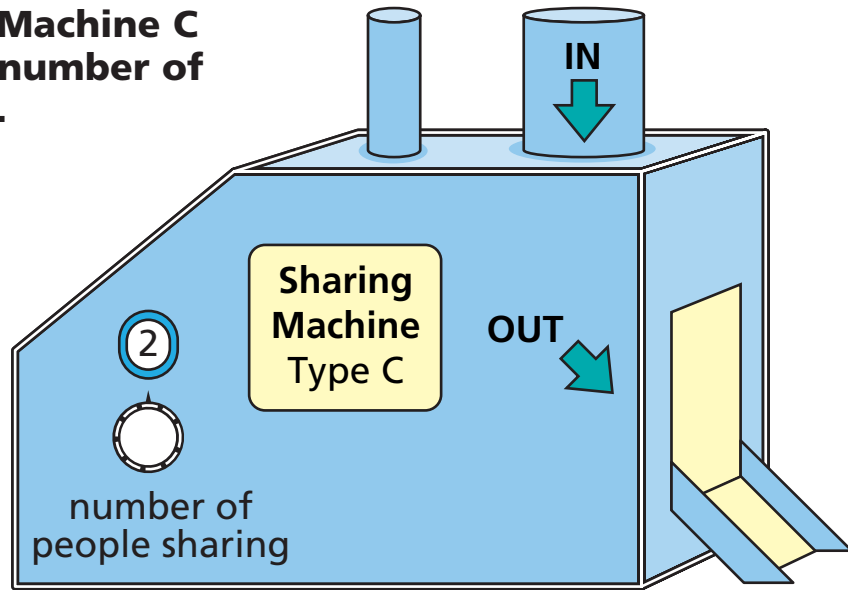 Machine C
number of
.
IN
Sharing
Machine
Type C
OUT
2
number of
people sharing